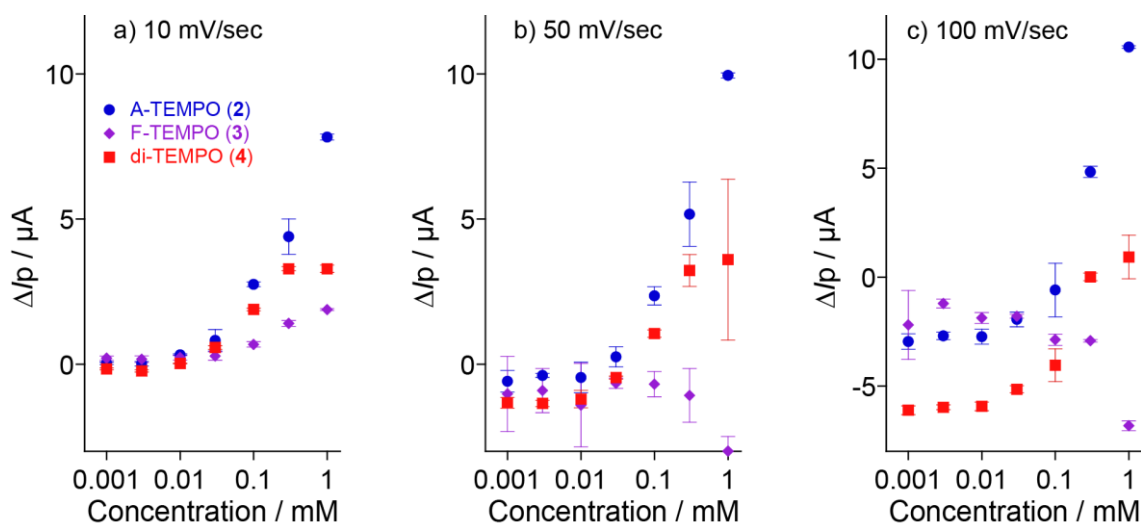 a) 10 mV/sec
10
5
0
ΔIp / μA
A-TEMPO (2)
F-TEMPO (3)
di-TEMPO (4)
0.001 0.01 0.1 1
Concentration / mM
b) 50 mV/sec
10
5
0
ΔIp / μA
0.001 0.01 0.1 1
Concentration / mM
c) 100 mV/sec
10
5
0
-5
ΔIp / μA
0.001 0.01 0.1 1
Concentration / mM